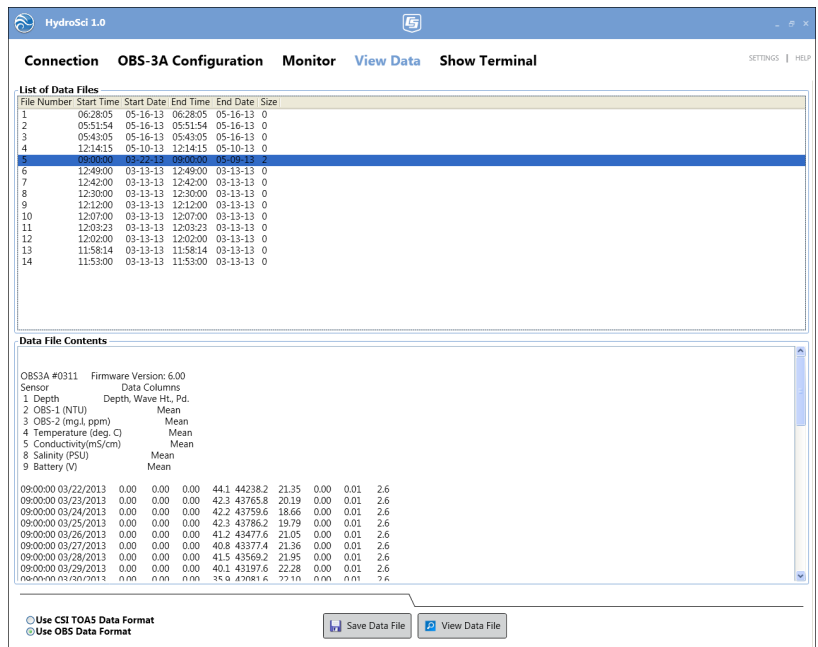 HydroSci 1.0
Connection OBS-3A Configuration Monitor View Data Show Terminal SETTINGS | HELP
List of Data Files
File Number Start Time Start Date End Time End Date Size
1 06:28:05 05-16-13 06:28:05 05-16-13 0
2 05:51:54 05-16-13 05:51:54 05-16-13 0
3 05:43:05 05-16-13 05:43:05 05-16-13 0
4 12:14:15 05-10-13 12:14:15 05-10-13 0
5 09:00:00 03-22-13 09:00:00 05-09-13 2
6 12:49:00 03-13-13 12:49:00 03-13-13 0
7 12:42:00 03-13-13 12:42:00 03-13-13 0
8 12:30:00 03-13-13 12:30:00 03-13-13 0
9 12:12:00 03-13-13 12:12:00 03-13-13 0
10 12:07:00 03-13-13 12:07:00 03-13-13 0
11 12:03:23 03-13-13 12:03:23 03-13-13 0
12 12:02:00 03-13-13 12:02:00 03-13-13 0
13 11:58:14 03-13-13 11:58:14 03-13-13 0
14 11:53:00 03-13-13 11:53:00 03-13-13 0
Data File Contents
OBS3A #0311 Firmware Version: 6.00
Sensor Data Columns
1 Depth Depth, Wave Ht., Pd.
2 OBS-1 (NTU) Mean
3 OBS-2 (mg.l, ppm) Mean
4 Temperature (deg. C) Mean
5 Conductivity(mS/cm) Mean
8 Salinity (PSU) Mean
9 Battery (V) Mean
09:00:00 03/22/2013 0.00 0.00 0.00 44.1 44238.2 21.35 0.00 0.01 2.6
09:00:00 03/23/2013 0.00 0.00 0.00 42.3 43765.8 20.19 0.00 0.01 2.6
09:00:00 03/24/2013 0.00 0.00 0.00 42.2 43759.6 18.66 0.00 0.01 2.6
09:00:00 03/25/2013 0.00 0.00 0.00 42.3 43786.2 19.79 0.00 0.01 2.6
09:00:00 03/26/2013 0.00 0.00 0.00 41.2 43477.6 21.05 0.00 0.01 2.6
09:00:00 03/27/2013 0.00 0.00 0.00 40.8 43377.4 21.36 0.00 0.01 2.6
09:00:00 03/28/2013 0.00 0.00 0.00 41.5 43569.2 21.95 0.00 0.01 2.6
09:00:00 03/29/2013 0.00 0.00 0.00 40.1 43197.6 22.28 0.00 0.01 2.6
09:00:00 03/30/2013 0.00 0.00 0.00 35.9 42081.6 22.10 0.00 0.01 2.6
Use CSI TOA5 Data Format
Use OBS Data Format
Save Data File View Data File